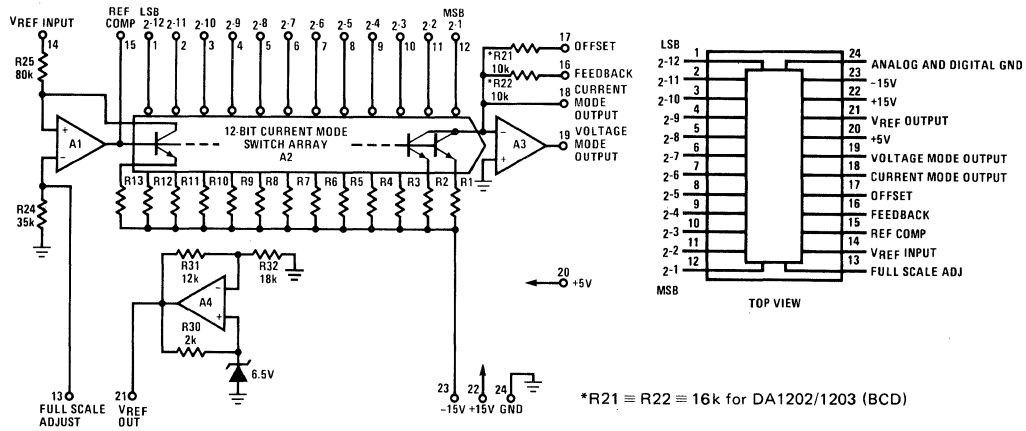 VREF INPUT
14
REF COMP
15
LSB
2-12 2-11 2-10 2-9 2-8 2-7 2-6 2-5 2-4 2-3 2-2 2-1
MSB
1 2 3 4 5 6 7 8 9 10 11 12
R25
80k
17
OFFSET
*R21
10k
16
FEEDBACK
*R22
10k
18
CURRENT
MODE
OUTPUT
19
VOLTAGE
MODE
OUTPUT
+
A1
−
12-BIT CURRENT MODE
SWITCH ARRAY
A2
−
A3
+
R13 R12 R11 R10 R9 R8 R7 R6 R5 R4 R3 R2 R1
R24
35k
R31
12k
R32
18k
−
A4
+
R30
2k
6.5V
20
+5V
13
FULL SCALE
ADJUST
21
VREF
OUT
23
−15V
22
+15V
24
GND
LSB
2-12 1
2-11 2
2-10 3
2-9 4
2-8 5
2-7 6
2-6 7
2-5 8
2-4 9
2-3 10
2-2 11
2-1 12
MSB
24 ANALOG AND DIGITAL GND
23 −15V
22 +15V
21 VREF OUTPUT
20 +5V
19 VOLTAGE MODE OUTPUT
18 CURRENT MODE OUTPUT
17 OFFSET
16 FEEDBACK
15 REF COMP
14 VREF INPUT
13 FULL SCALE ADJ
TOP VIEW
*R21 ≡ R22 ≡ 16k for DA1202/1203 (BCD)